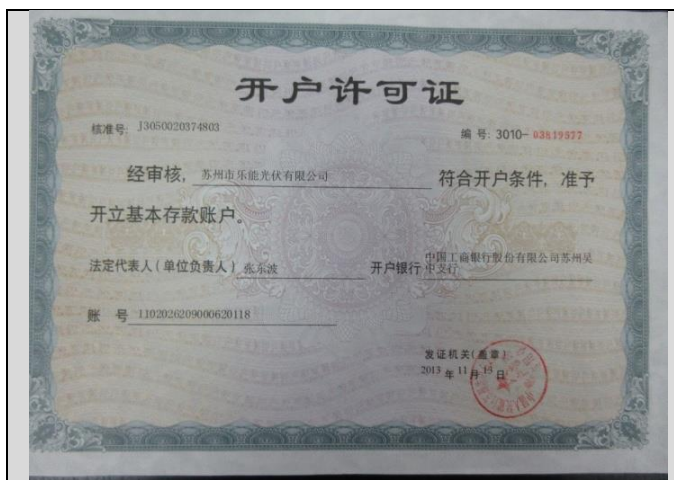 开户许可证
核准号: J3050020374803
编 号: 3010-03819577
经审核, 苏州市乐能光伏有限公司 符合开户条件, 准予
开立基本存款账户。
法定代表人(单位负责人) 张东波 开户银行 中国工商银行股份有限公司苏州吴
中支行
账 号 1102026209000620118
发证机关(盖章)
2013 年 11 月 15 日